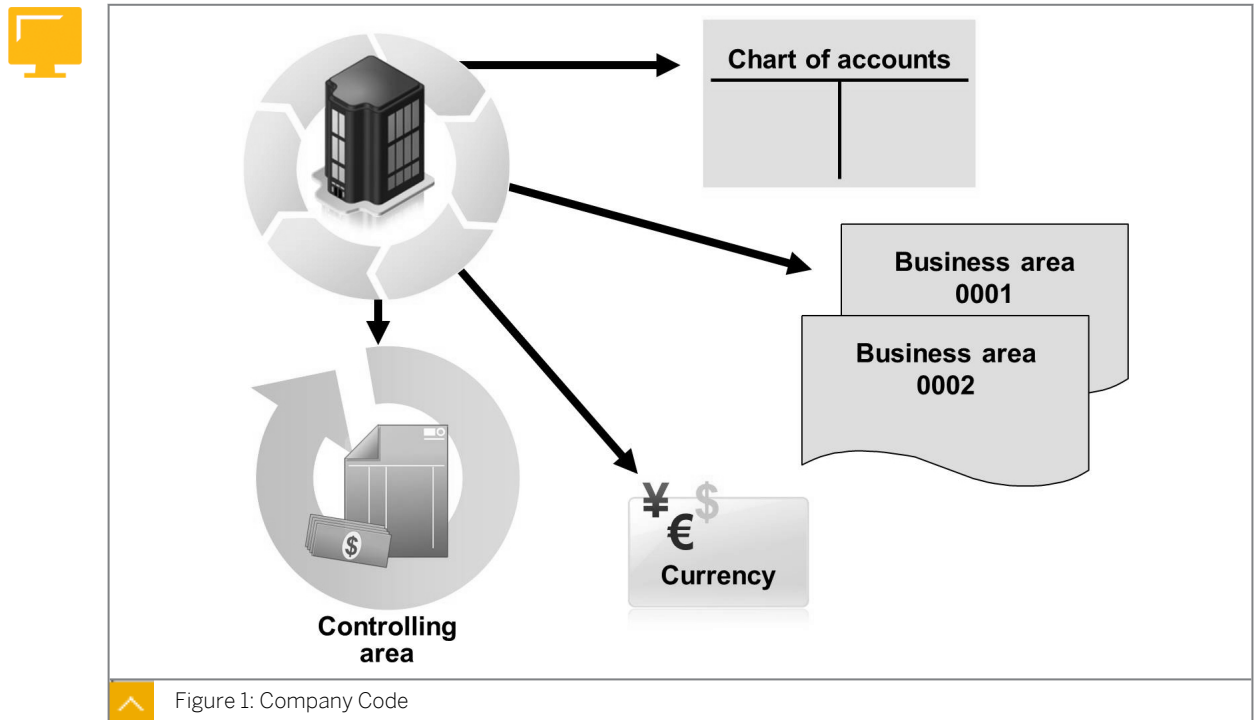 Chart of accounts
Business area
0001
Business area
0002
¥ $
€
Currency
$
Controlling
area
Figure 1: Company Code